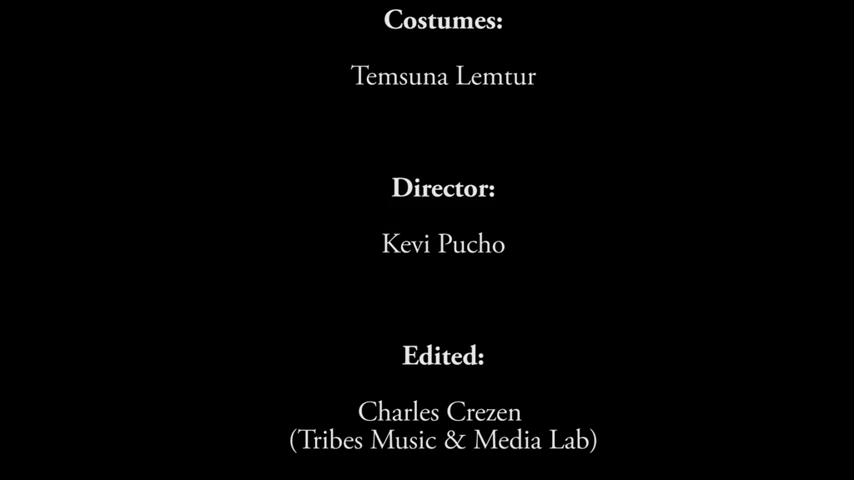 Costumes:
Temsuna Lemtur
Director:
Kevi Pucho
Edited:
Charles Crezen
(Tribes Music & Media Lab)